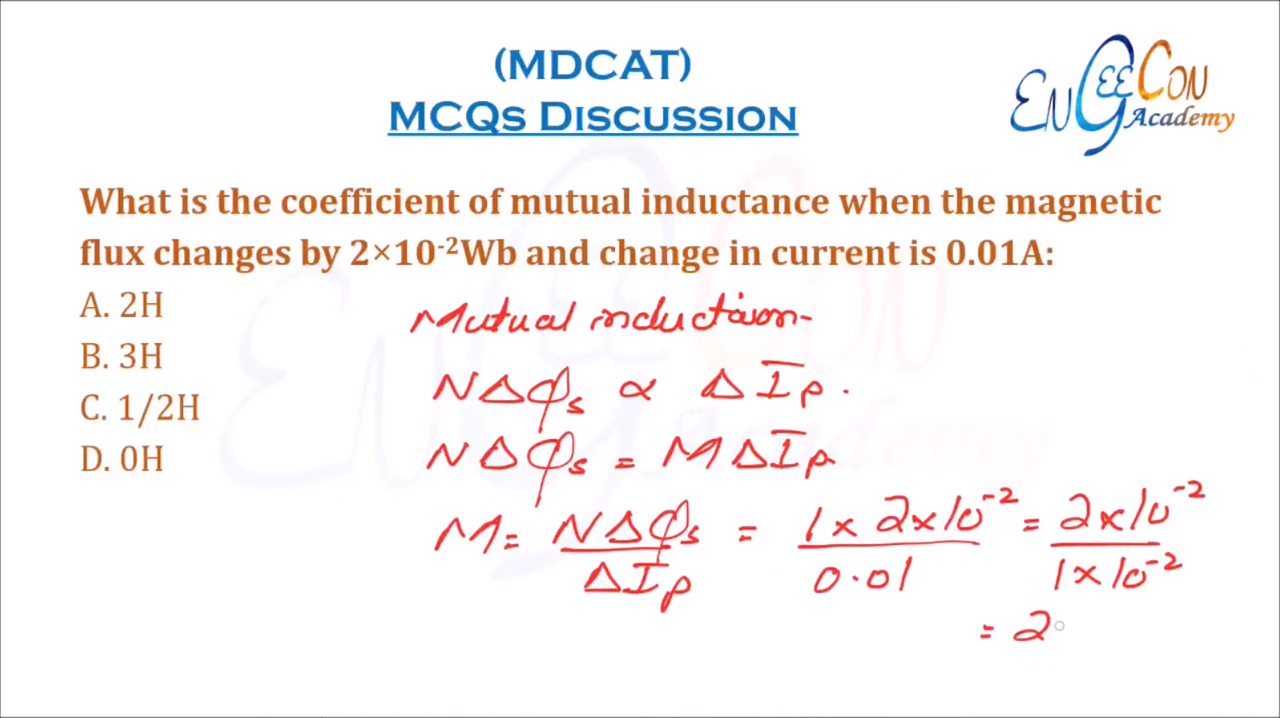 (MDCAT)
MCQs Discussion
EnGeeCon
Academy
What is the coefficient of mutual inductance when the magnetic
flux changes by 2×10⁻²Wb and change in current is 0.01A:
A. 2H
B. 3H
C. 1/2H
D. 0H
Mutual induction-
NΔφₛ ∝ ΔIₚ.
NΔφₛ = MΔIₚ
M = NΔφₛ/ΔIₚ = 1×2×10⁻²/0.01 = 2×10⁻²/1×10⁻²
= 2